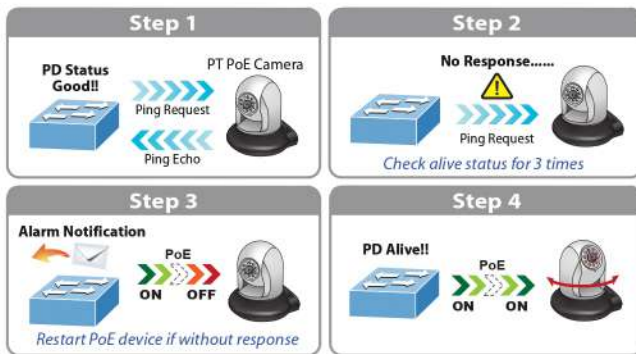 Step 1
PD Status
Good!!
PT PoE Camera
Ping Request
Ping Echo
Step 2
No Response......
!
Ping Request
Check alive status for 3 times
Step 3
Alarm Notification
PoE
ON OFF
Restart PoE device if without response
Step 4
PD Alive!!
PoE
ON ON